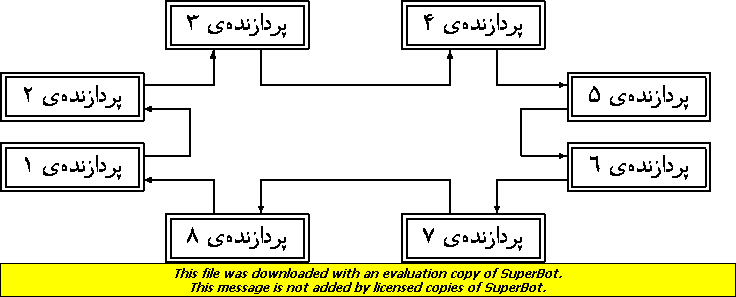 پردازنده‌ی ۳
پردازنده‌ی ۴
پردازنده‌ی ۲
پردازنده‌ی ۵
پردازنده‌ی ۱
پردازنده‌ی ۶
پردازنده‌ی ۸
پردازنده‌ی ۷
This file was downloaded with an evaluation copy of SuperBot.
This message is not added by licensed copies of SuperBot.